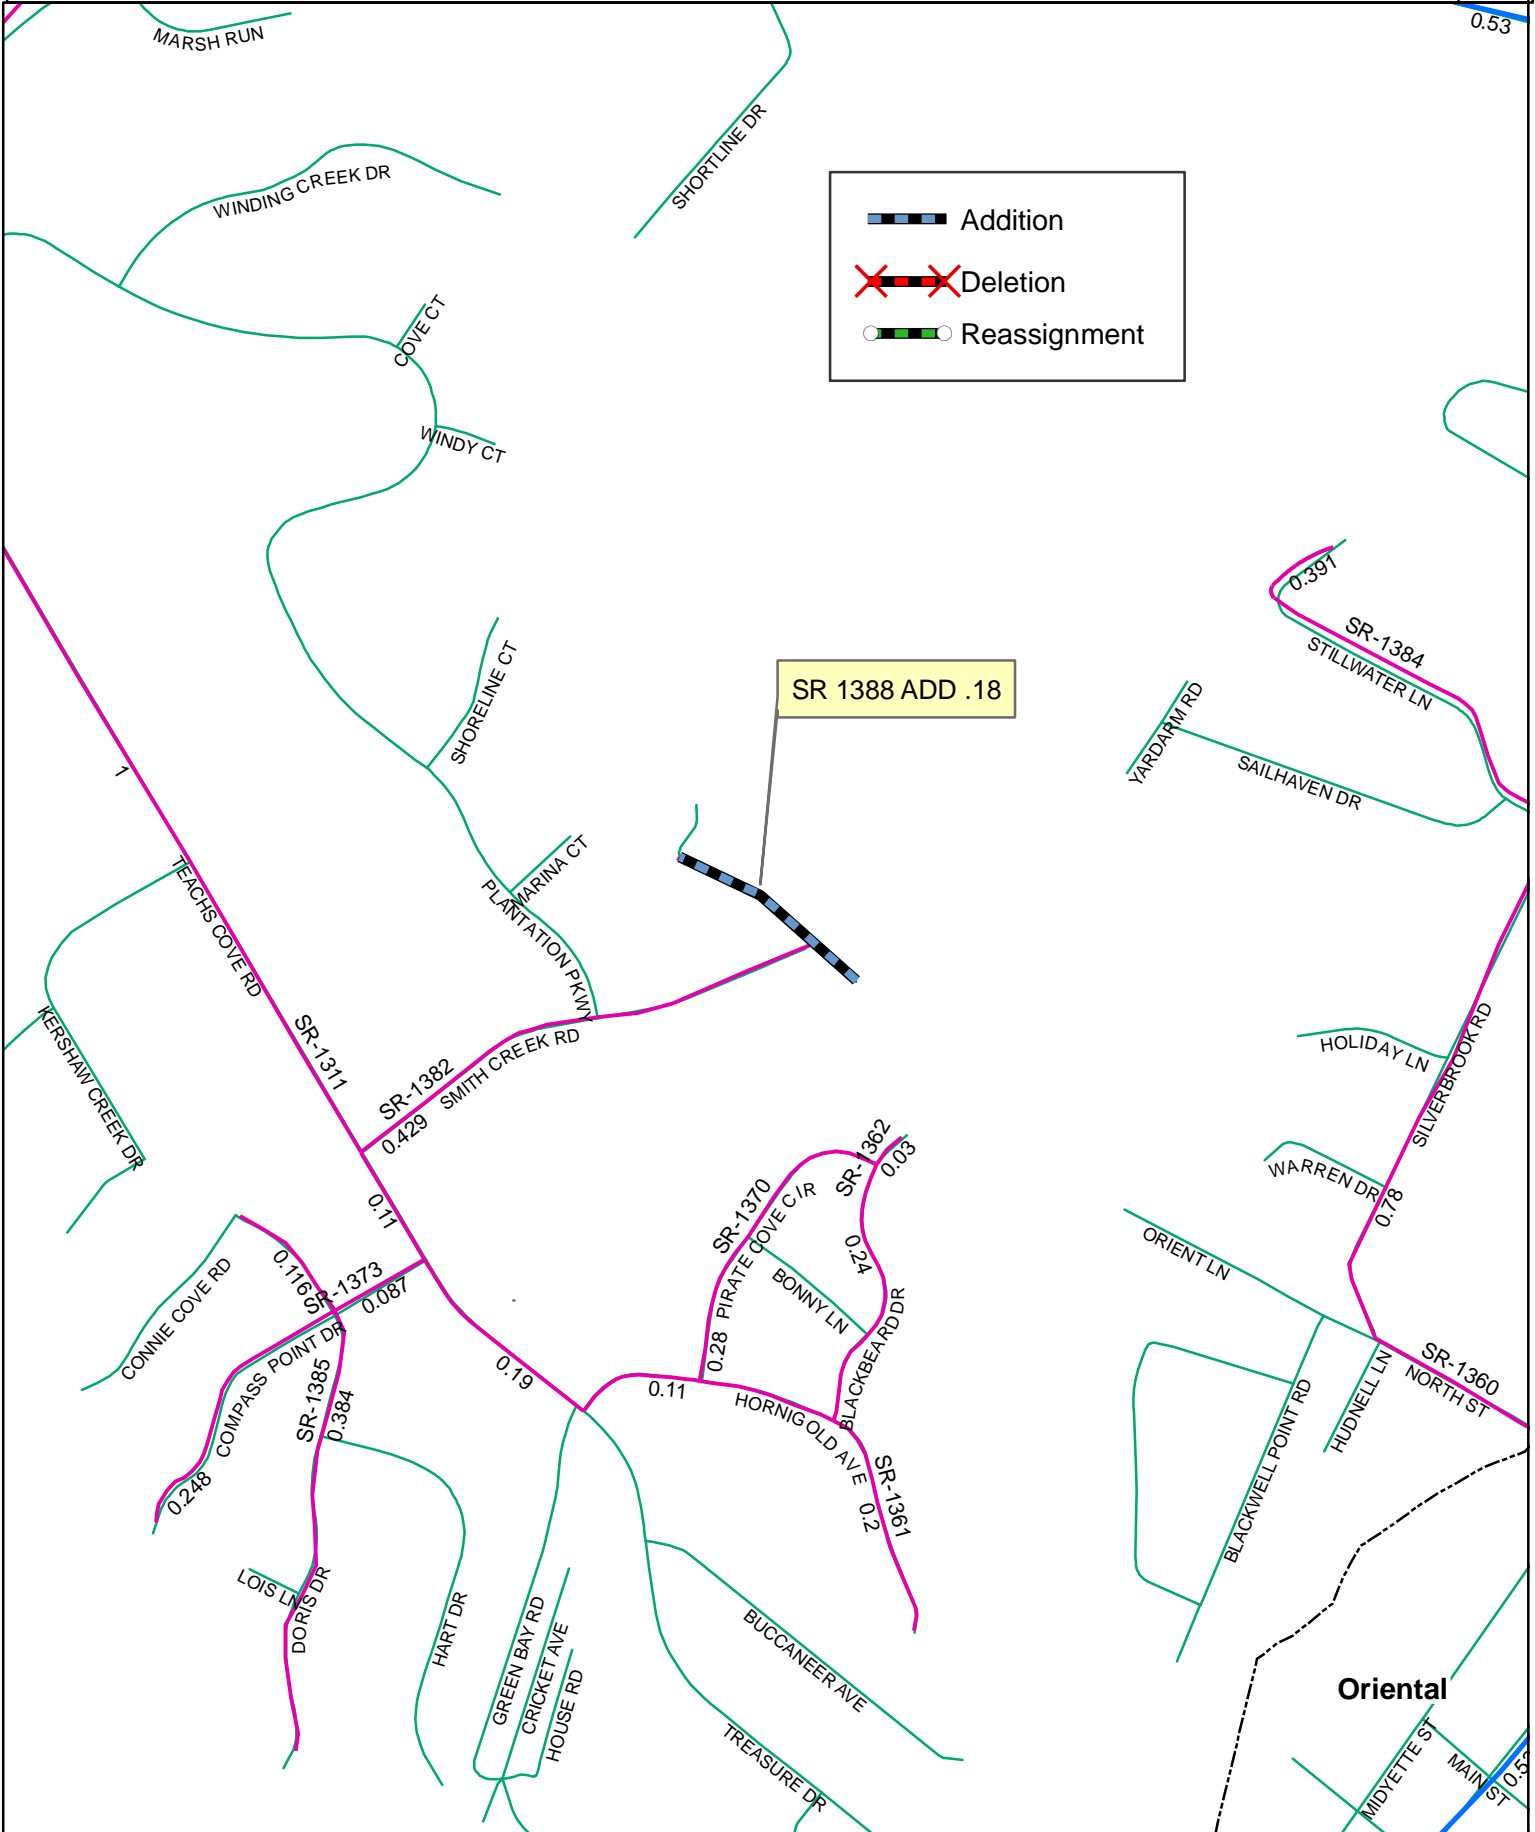 MARSH RUN
0.53
SHORTLINE DR
WINDING CREEK DR
Addition
Deletion
Reassignment
COVE CT
WINDY CT
0.391
SR-1384
STILLWATER LN
SHORELINE CT
SR 1388 ADD .18
YARDARM RD
SAILHAVEN DR
1
MARINA CT
PLANTATION PKWY
TEACHS COVE RD
KERSHAW CREEK DR
SR-1311
SR-1382
SMITH CREEK RD
0.429
HOLIDAY LN
SILVERBROOK RD
SR-1362
0.03
WARREN DR
0.78
0.11
SR-1370
PIRATE COVE CIR
0.24
ORIENT LN
CONNIE COVE RD
0.116
SR-1373
0.087
BONNY LN
BLACKBEARD DR
0.28
COMPASS POINT DR
0.19
0.11
HORNIGOLD AVE
SR-1360
NORTH ST
HUDNELL LN
BLACKWELL POINT RD
SR-1385
0.384
0.248
SR-1361
0.2
LOIS LN
DORIS DR
HART DR
GREEN BAY RD
CRICKET AVE
HOUSE RD
BUCCANEER AVE
TREASURE DR
Oriental
MIDYETTE ST
MAIN ST